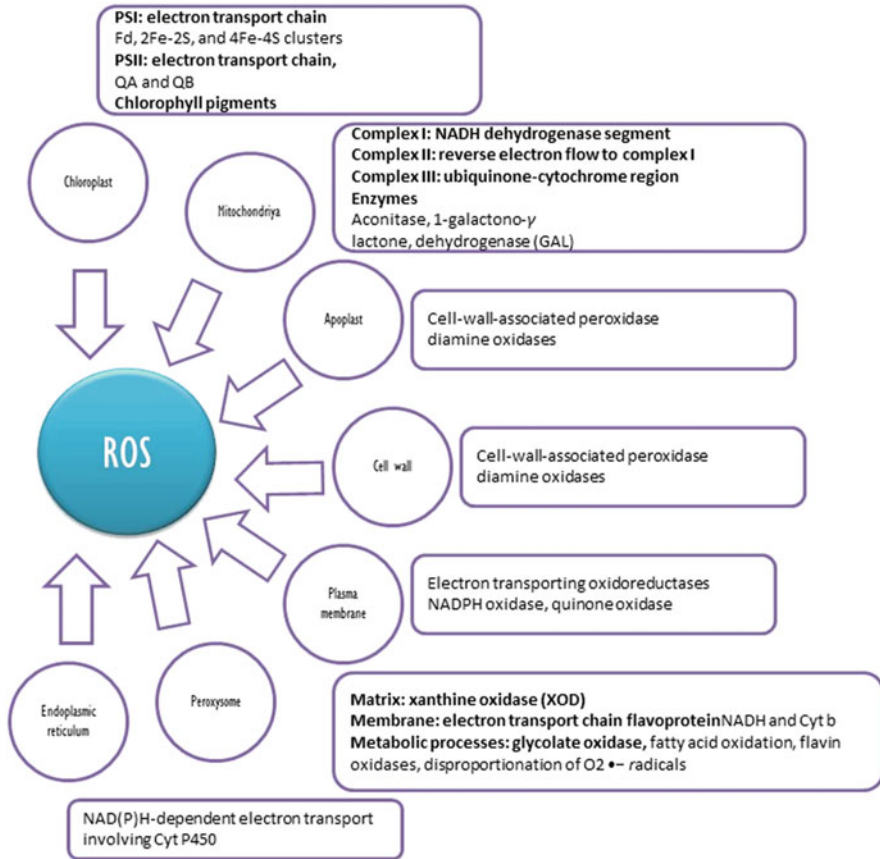 PSI: electron transport chain
Fd, 2Fe-2S, and 4Fe-4S clusters
PSII: electron transport chain,
QA and QB
Chlorophyll pigments
Chloroplast
Mitochondriya
Complex I: NADH dehydrogenase segment
Complex II: reverse electron flow to complex I
Complex III: ubiquinone-cytochrome region
Enzymes
Aconitase, 1-galactono-γ
lactone, dehydrogenase (GAL)
Apoplast
Cell-wall-associated peroxidase
diamine oxidases
ROS
Cell wall
Cell-wall-associated peroxidase
diamine oxidases
Plasma
membrane
Electron transporting oxidoreductases
NADPH oxidase, quinone oxidase
Endoplasmic
reticulum
Peroxysome
Matrix: xanthine oxidase (XOD)
Membrane: electron transport chain flavoproteinNADH and Cyt b
Metabolic processes: glycolate oxidase, fatty acid oxidation, flavin
oxidases, disproportionation of O2 •− radicals
NAD(P)H-dependent electron transport
involving Cyt P450